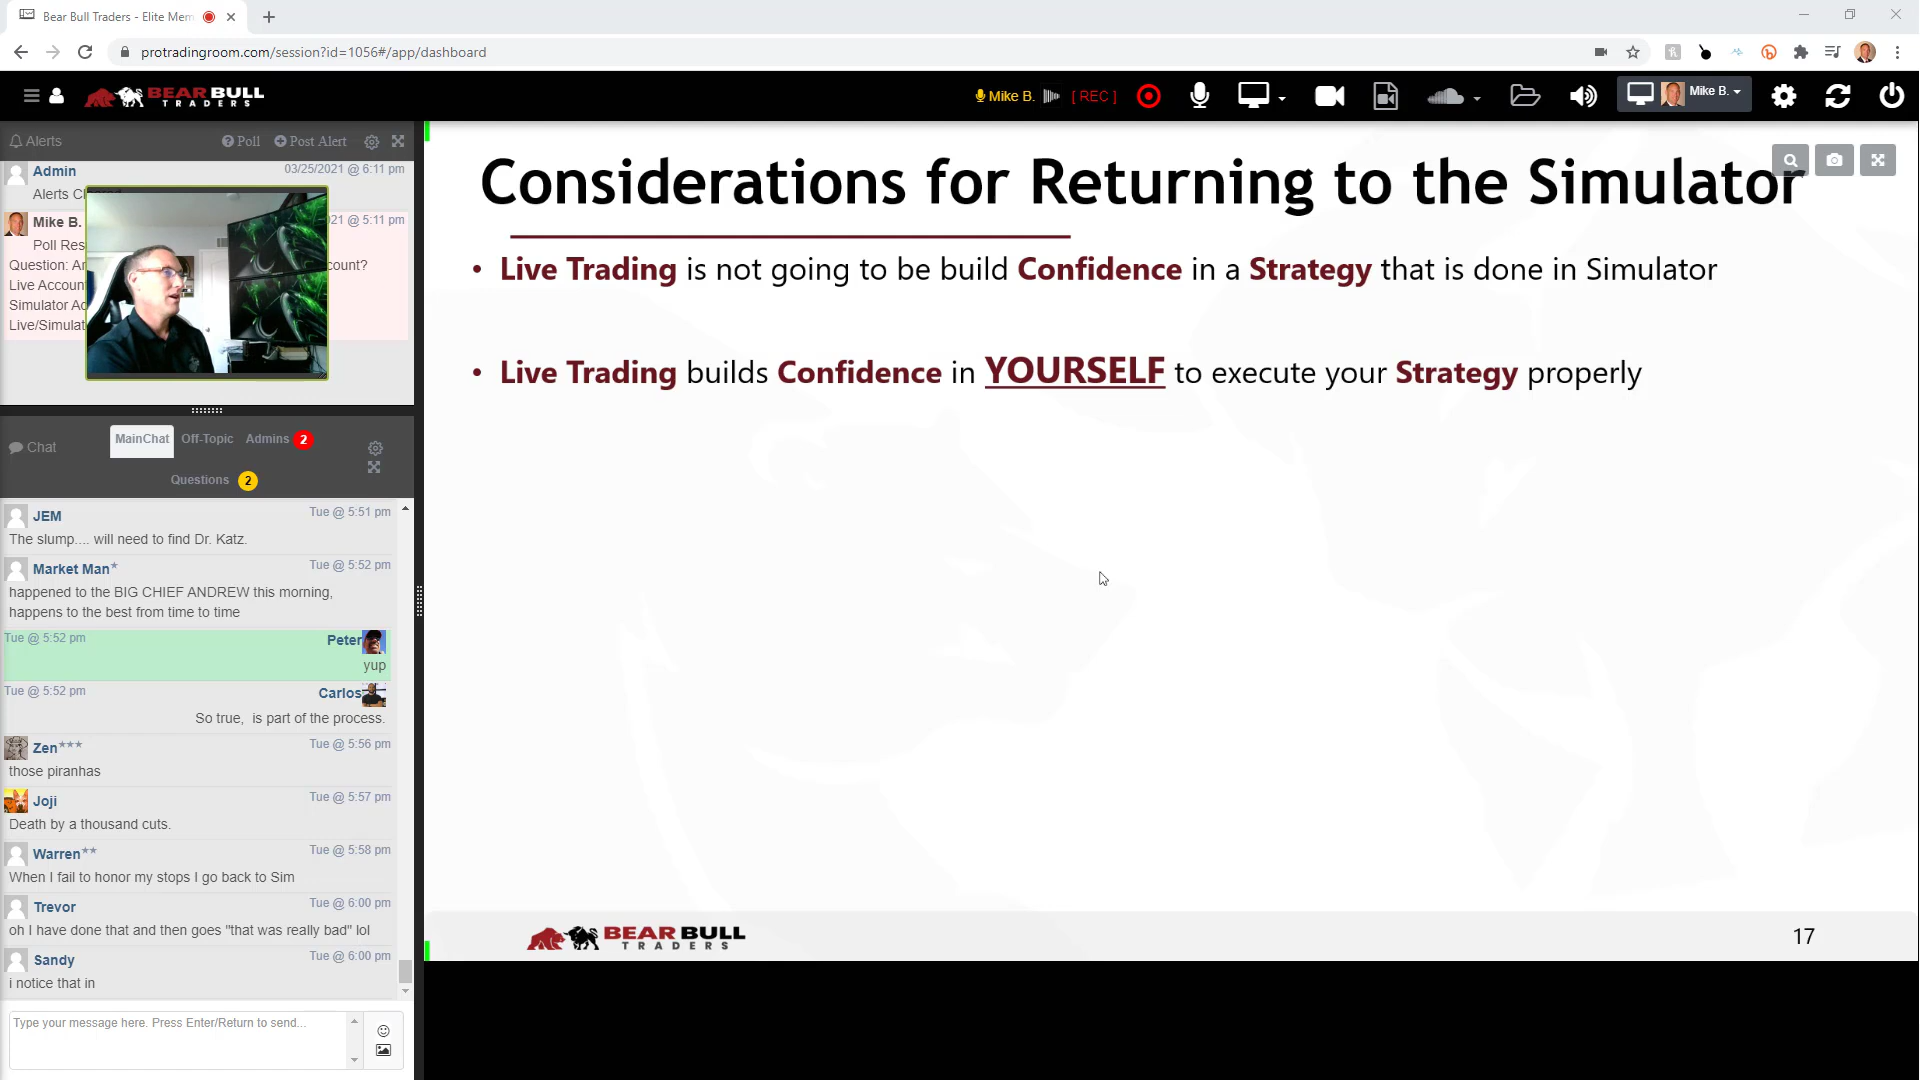 Bear Bull Traders - Elite Mem
protradingroom.com/session?id=1056#/app/dashboard
BEAR BULL
TRADERS
Mike B.
[ REC ]
Mike B.
Alerts
Poll
Post Alert
Admin
03/25/2021 @ 6:11 pm
Alerts
Mike B.
021 @ 5:11 pm
Poll
Question:
count?
Live
Simulator
Considerations for Returning to the Simulator
• Live Trading is not going to be build Confidence in a Strategy that is done in Simulator
• Live Trading builds Confidence in YOURSELF to execute your Strategy properly
Chat
MainChat
Off-Topic
Admins
2
Questions
2
JEM
Tue @ 5:51 pm
The slump.... will need to find Dr. Katz.
Market Man*
Tue @ 5:52 pm
happened to the BIG CHIEF ANDREW this morning,
happens to the best from time to time
Tue @ 5:52 pm
Peter
yup
Tue @ 5:52 pm
Carlos
So true, is part of the process.
Zen***
Tue @ 5:56 pm
those piranhas
Joji
Tue @ 5:57 pm
Death by a thousand cuts.
Warren**
Tue @ 5:58 pm
When I fail to honor my stops I go back to Sim
Trevor
Tue @ 6:00 pm
oh I have done that and then goes "that was really bad" lol
Sandy
Tue @ 6:00 pm
i notice that in
Type your message here. Press Enter/Return to send...
BEAR BULL
TRADERS
17